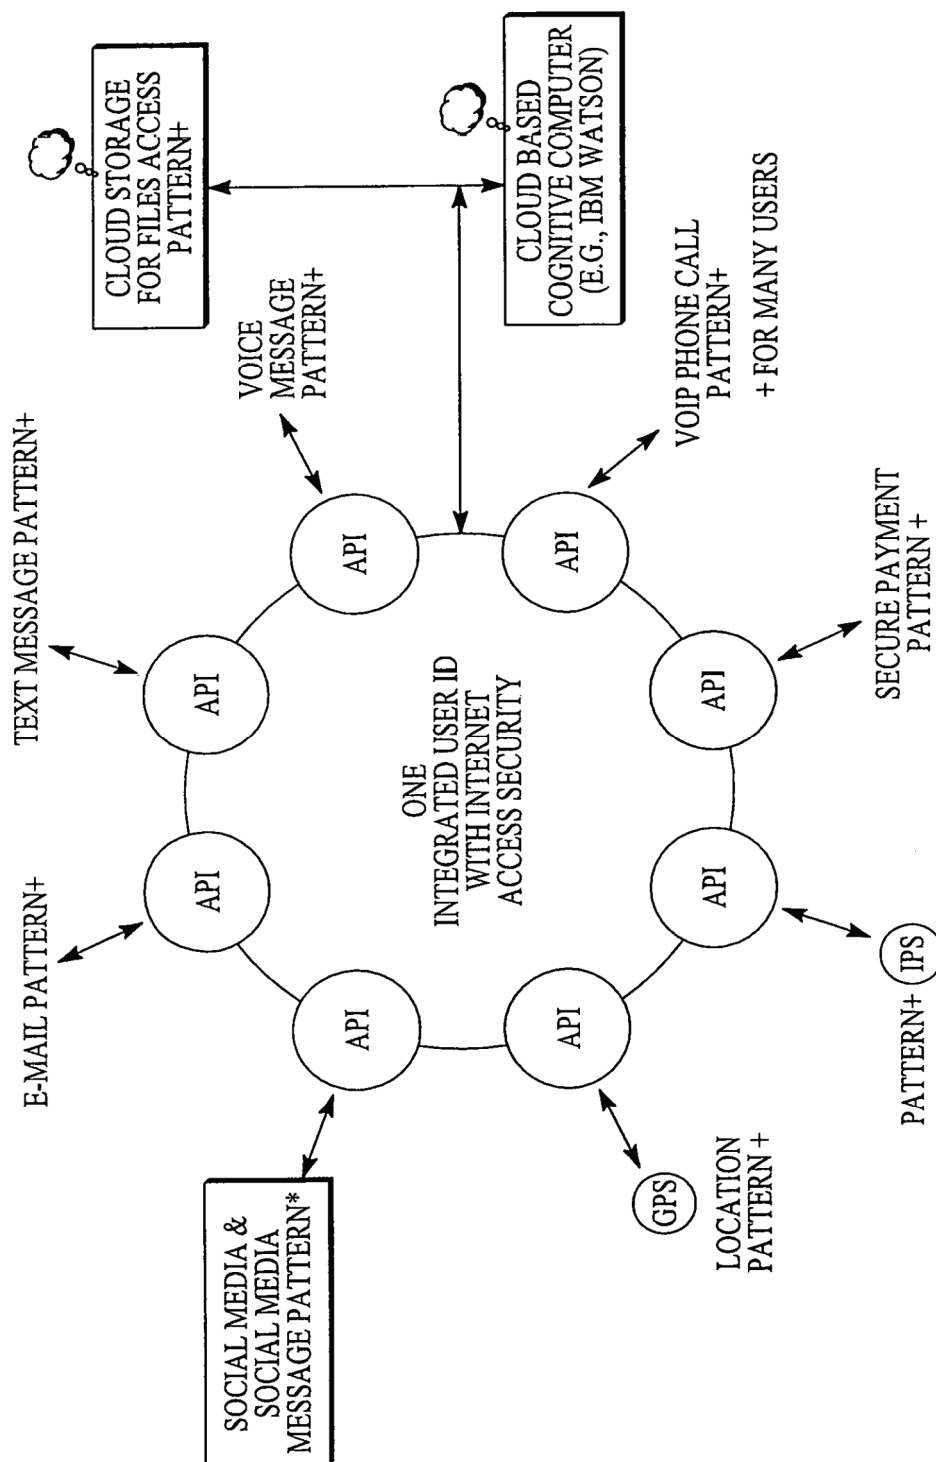 CLOUD STORAGE
FOR FILES ACCESS
PATTERN+
TEXT MESSAGE PATTERN+
E-MAIL PATTERN+
VOICE
MESSAGE
PATTERN+
SOCIAL MEDIA &
SOCIAL MEDIA
MESSAGE PATTERN*
API
API
API
API
ONE
INTEGRATED USER ID
WITH INTERNET
ACCESS SECURITY
CLOUD BASED
COGNITIVE COMPUTER
(E.G., IBM WATSON)
API
API
API
API
GPS
LOCATION
PATTERN +
PATTERN+ IPS
SECURE PAYMENT
PATTERN +
VOIP PHONE CALL
PATTERN+
+ FOR MANY USERS